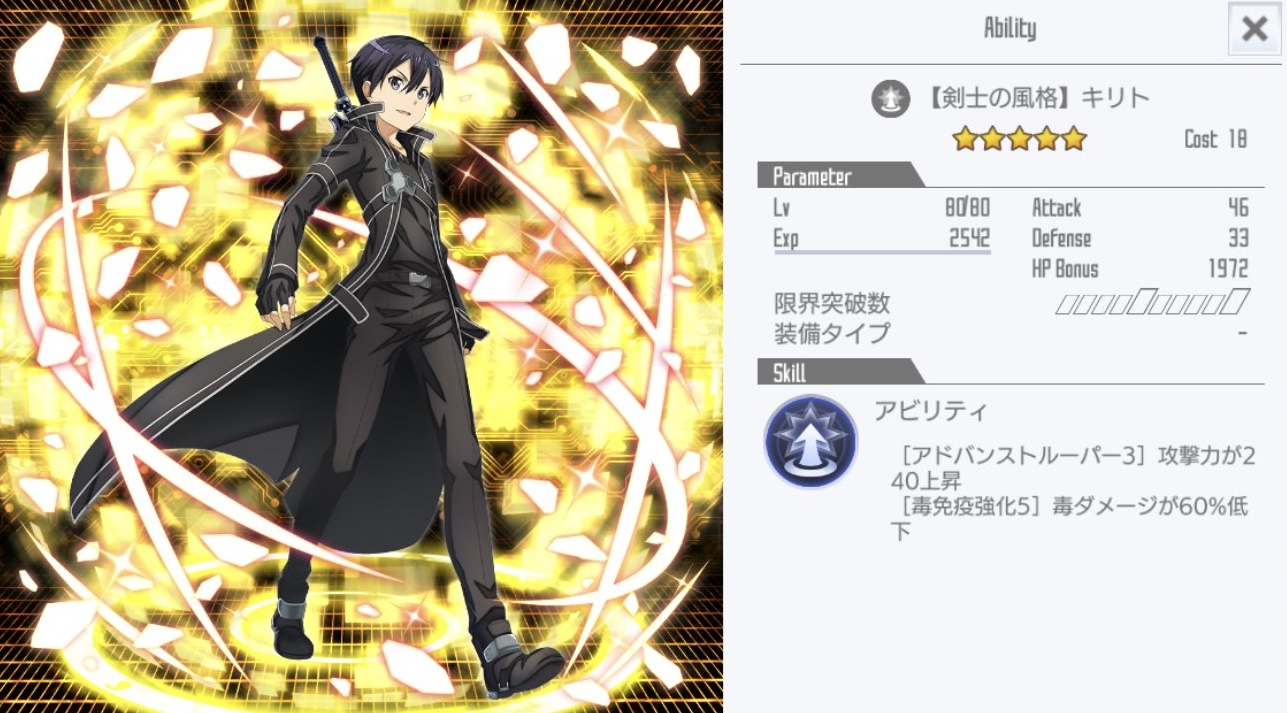 Ability
【剣士の風格】キリト
Cost 18
Parameter
Lv 80/80 Attack 46
Exp 2542 Defense 33
HP Bonus 1972
限界突破数
装備タイプ -
Skill
アビリティ
［アドバンストルーパー3］攻撃力が2
40上昇
［毒免疫強化5］毒ダメージが60%低
下